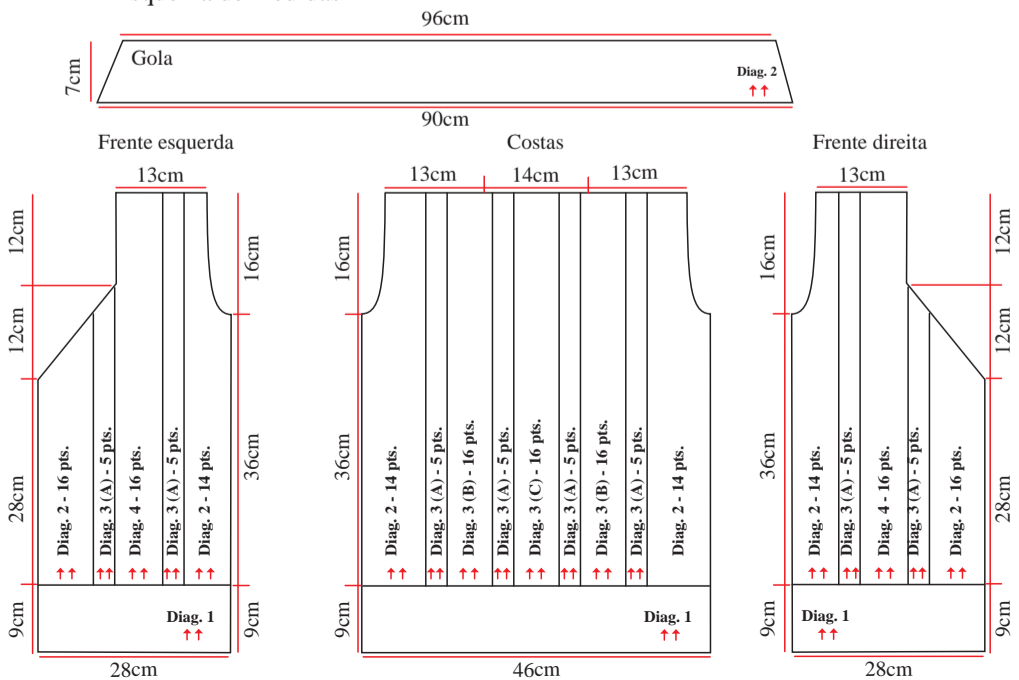 96cm
Gola
7cm
Diag. 2
90cm
Frente esquerda
13cm
12cm
12cm
28cm
9cm
16cm
36cm
9cm
Diag. 2 - 16 pts.
Diag. 3 (A) - 5 pts.
Diag. 4 - 16 pts.
Diag. 3 (A) - 5 pts.
Diag. 2 - 14 pts.
Diag. 1
28cm
Costas
13cm
14cm
13cm
16cm
36cm
9cm
Diag. 2 - 14 pts.
Diag. 3 (A) - 5 pts.
Diag. 3 (B) - 16 pts.
Diag. 3 (A) - 5 pts.
Diag. 3 (C) - 16 pts.
Diag. 3 (A) - 5 pts.
Diag. 3 (B) - 16 pts.
Diag. 3 (A) - 5 pts.
Diag. 2 - 14 pts.
Diag. 1
46cm
Frente direita
13cm
16cm
36cm
9cm
12cm
12cm
28cm
9cm
Diag. 2 - 14 pts.
Diag. 3 (A) - 5 pts.
Diag. 4 - 16 pts.
Diag. 3 (A) - 5 pts.
Diag. 2 - 16 pts.
Diag. 1
28cm